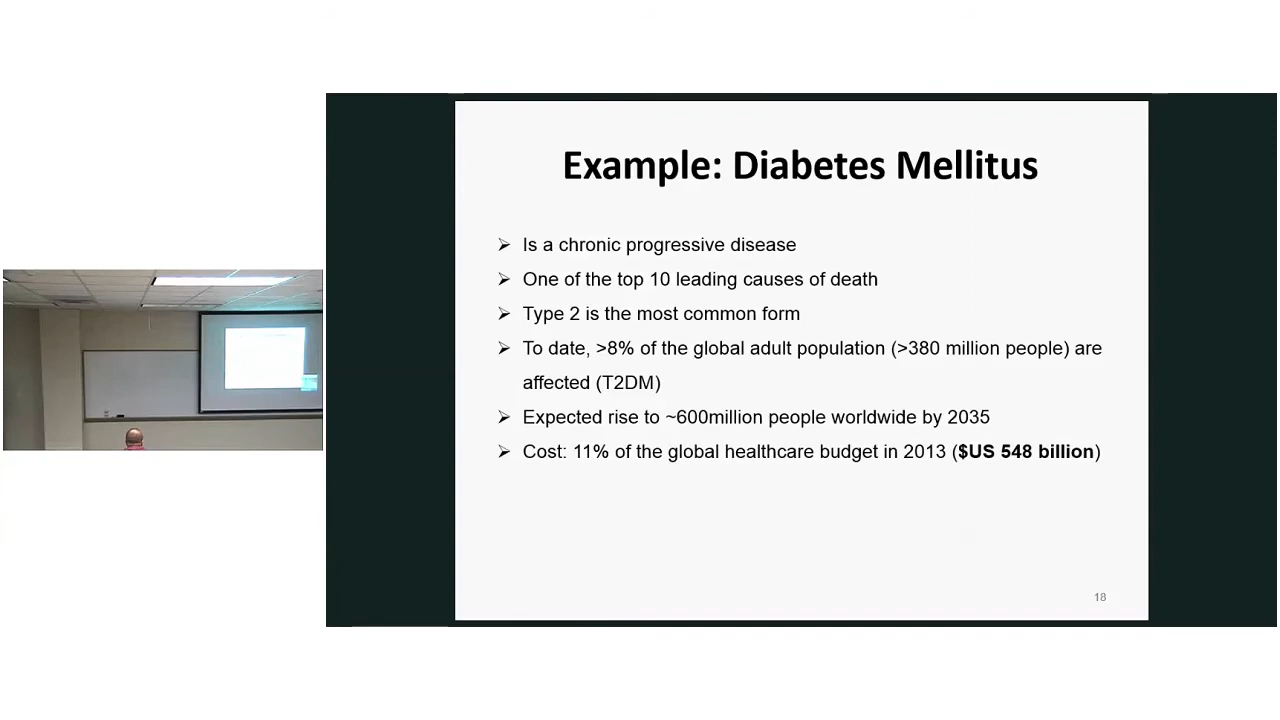 Example: Diabetes Mellitus
➢ Is a chronic progressive disease
➢ One of the top 10 leading causes of death
➢ Type 2 is the most common form
➢ To date, >8% of the global adult population (>380 million people) are
affected (T2DM)
➢ Expected rise to ~600million people worldwide by 2035
➢ Cost: 11% of the global healthcare budget in 2013 ($US 548 billion)
18